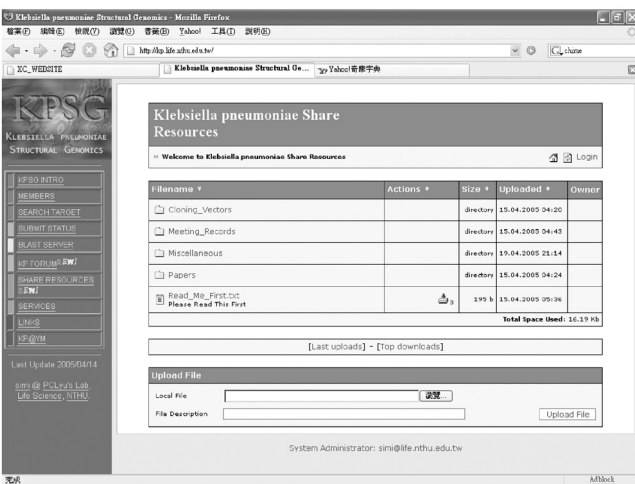 Klebsiella pneumoniae Structural Genomics - Mozilla Firefox
檔案(F) 編輯(E) 檢視(V) 瀏覽(G) 書籤(B) Yahoo! 工具(T) 說明(H)
http://kp.life.nthu.edu.tw/
XC_WEBSITE Klebsiella pneumoniae Structural Ge... Yahoo!奇摩字典
KPSG
KLEBSIELLA PNEUMONIAE
STRUCTURAL GENOMICS
KPSG INTRO
MEMBERS
SEARCH TARGET
SUBMIT STATUS
BLAST SERVER
KP FORUM
SHARE RESOURCES
SERVICES
LINKS
KP@YM
Last Update 2005/04/14
simi @ PCLyu's Lab.
Life Science, NTHU.
Klebsiella pneumoniae Share
Resources
Welcome to Klebsiella pneumoniae Share Resources Login
Filename Actions Size Uploaded Owner
Cloning_Vectors directory 15.04.2005 04:20
Meeting_Records directory 15.04.2005 04:43
Miscellaneous directory 19.04.2005 21:14
Papers directory 15.04.2005 04:24
Read_Me_First.txt 3 195 b 15.04.2005 05:36
Please Read This First
Total Space Used: 16.19 Kb
[Last uploads] - [Top downloads]
Upload File
Local File 瀏覽...
File Description Upload File
System Administrator: simi@life.nthu.edu.tw
完成 Adblock